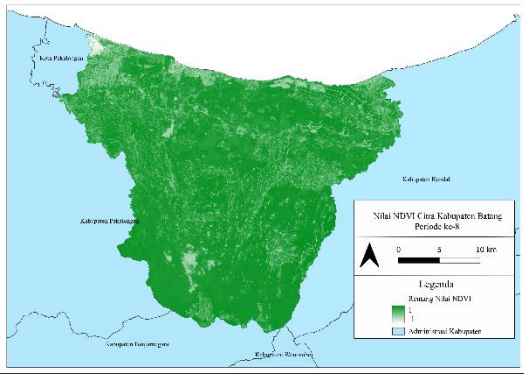 Kota Pekalongan
Kabupaten Kendal
Kabupaten Pekalongan
Nilai NDVI Citra Kabupaten Batang
Periode ke-8
0 5 10 km
Legenda
Rentang Nilai NDVI
1
-1
Administrasi Kabupaten
Kabupaten Banjarnegara
Kabupaten Wonosobo